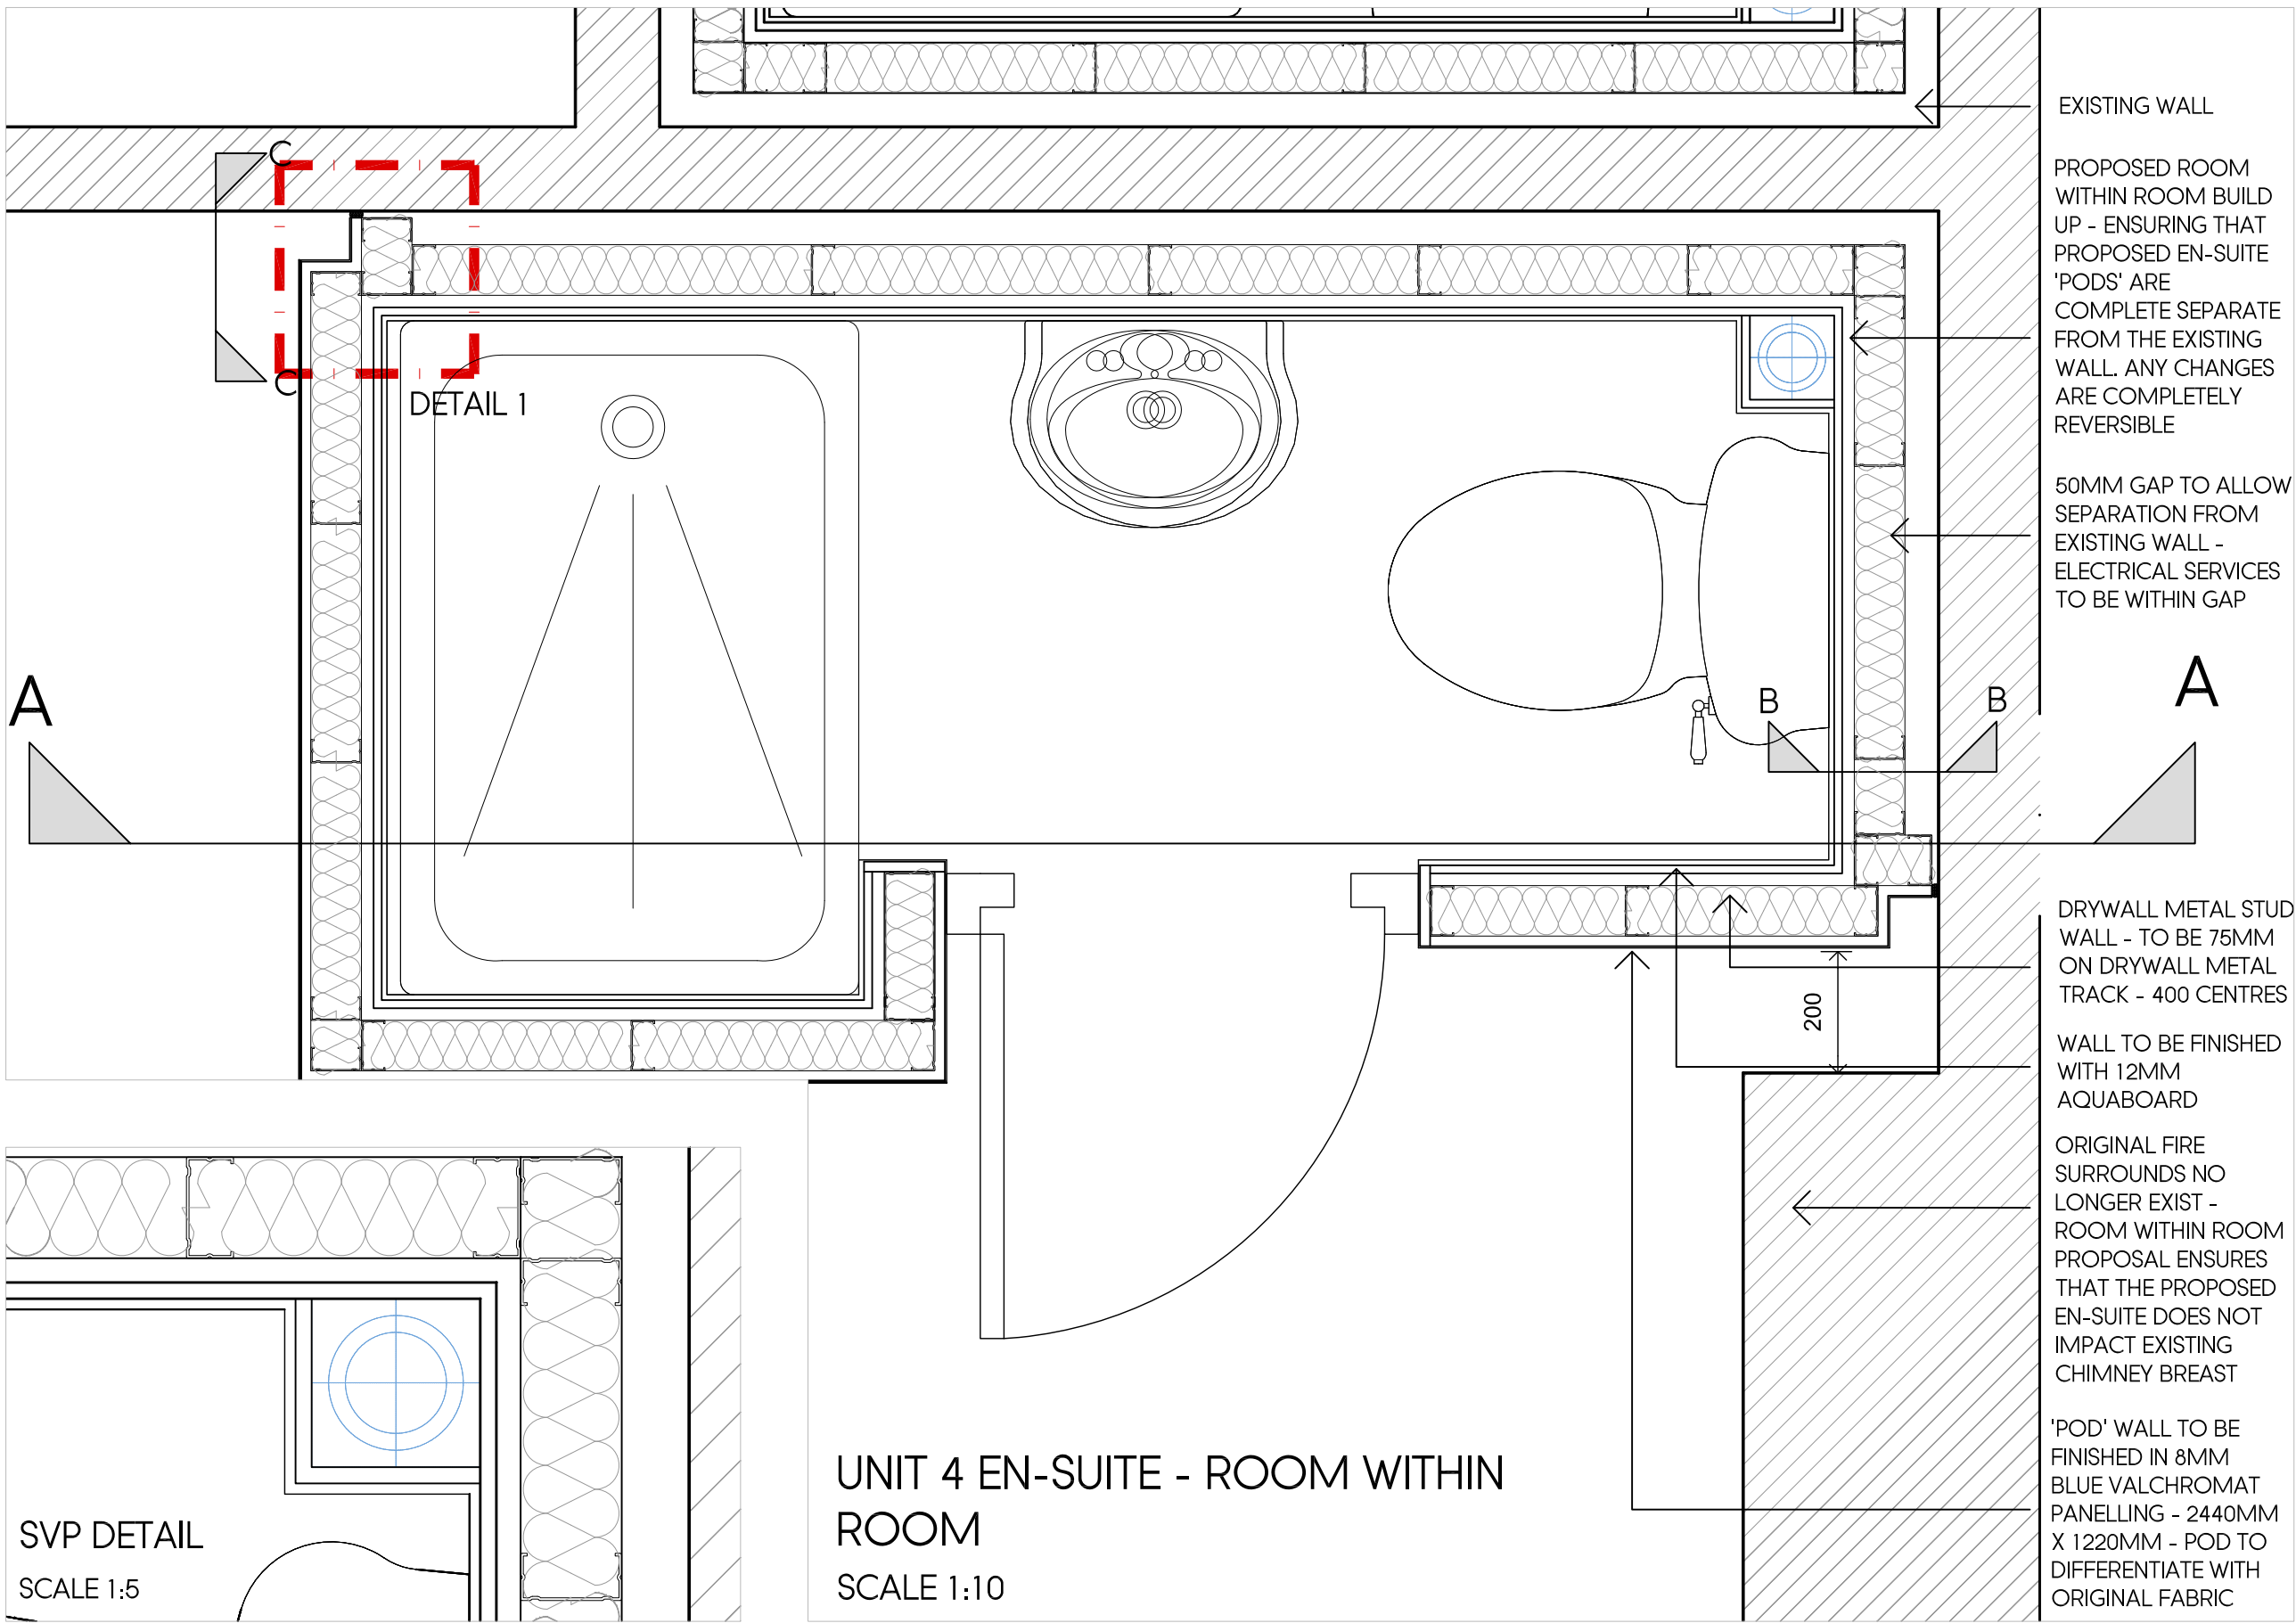 EXISTING WALL
PROPOSED ROOM
WITHIN ROOM BUILD
UP - ENSURING THAT
PROPOSED EN-SUITE
'PODS' ARE
COMPLETE SEPARATE
FROM THE EXISTING
WALL. ANY CHANGES
ARE COMPLETELY
REVERSIBLE
50MM GAP TO ALLOW
SEPARATION FROM
EXISTING WALL -
ELECTRICAL SERVICES
TO BE WITHIN GAP
C
C
DETAIL 1
A
B
B
A
DRYWALL METAL STUD
WALL - TO BE 75MM
ON DRYWALL METAL
TRACK - 400 CENTRES
200
WALL TO BE FINISHED
WITH 12MM
AQUABOARD
ORIGINAL FIRE
SURROUNDS NO
LONGER EXIST -
ROOM WITHIN ROOM
PROPOSAL ENSURES
THAT THE PROPOSED
EN-SUITE DOES NOT
IMPACT EXISTING
CHIMNEY BREAST
'POD' WALL TO BE
FINISHED IN 8MM
BLUE VALCHROMAT
PANELLING - 2440MM
X 1220MM - POD TO
DIFFERENTIATE WITH
ORIGINAL FABRIC
SVP DETAIL
SCALE 1:5
UNIT 4 EN-SUITE - ROOM WITHIN
ROOM
SCALE 1:10